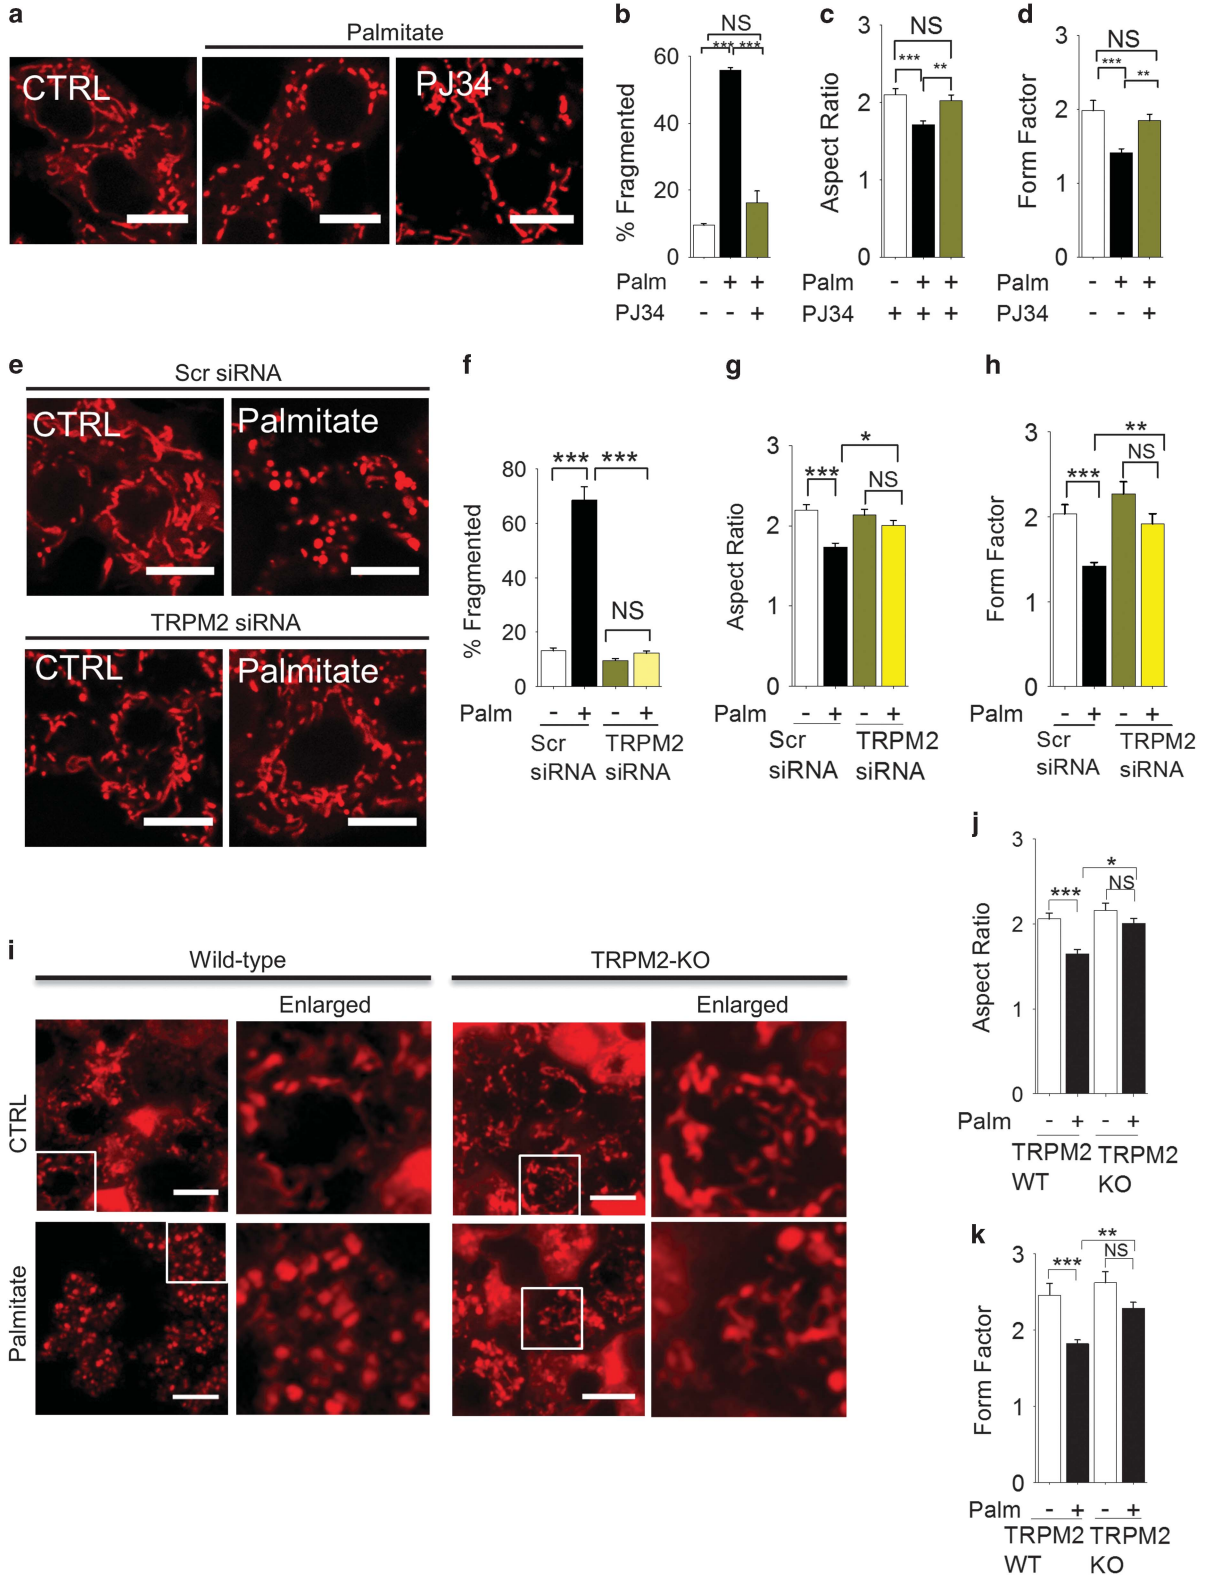 a
Palmitate
CTRL
PJ34
b
NS
*** ***
60
40
20
0
% Fragmented
Palm - + +
PJ34 - - +
c
3
NS
*** **
2
1
0
Aspect Ratio
Palm - + +
PJ34 + + +
d
3
NS
*** **
2
1
0
Form Factor
Palm - + +
PJ34 - - +
e
Scr siRNA
CTRL
Palmitate
TRPM2 siRNA
CTRL
Palmitate
f
80
*** ***
60
40
NS
20
0
% Fragmented
Palm - + - +
Scr TRPM2
siRNA siRNA
g
3
*
*** NS
2
1
0
Aspect Ratio
Palm - + - +
Scr TRPM2
siRNA siRNA
h
3
**
*** NS
2
1
0
Form Factor
Palm - + - +
Scr TRPM2
siRNA siRNA
i
Wild-type
TRPM2-KO
Enlarged
Enlarged
CTRL
Palmitate
j
3
*
*** NS
2
1
0
Aspect Ratio
Palm - + - +
TRPM2 TRPM2
WT KO
k
3
**
*** NS
2
1
0
Form Factor
Palm - + - +
TRPM2 TRPM2
WT KO